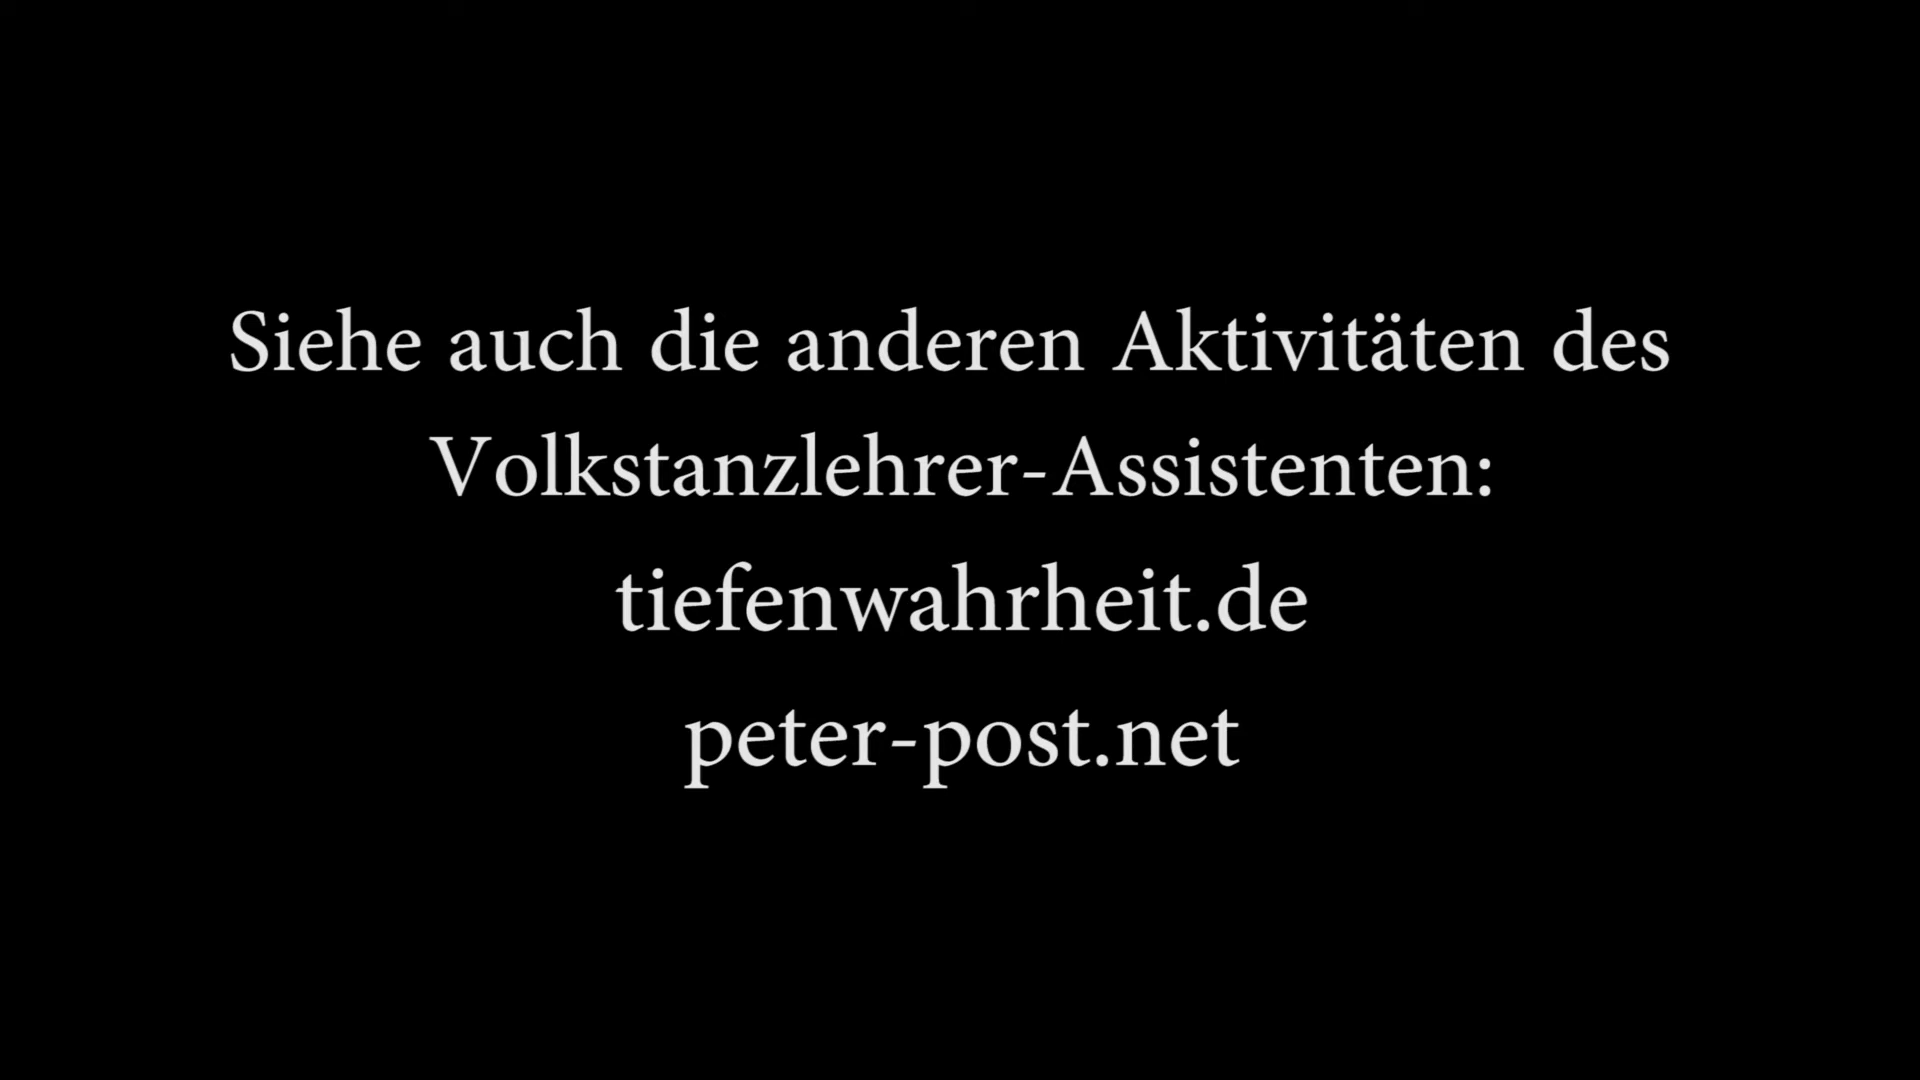 Siehe auch die anderen Aktivitäten des
Volkstanzlehrer-Assistenten:
tiefenwahrheit.de
peter-post.net